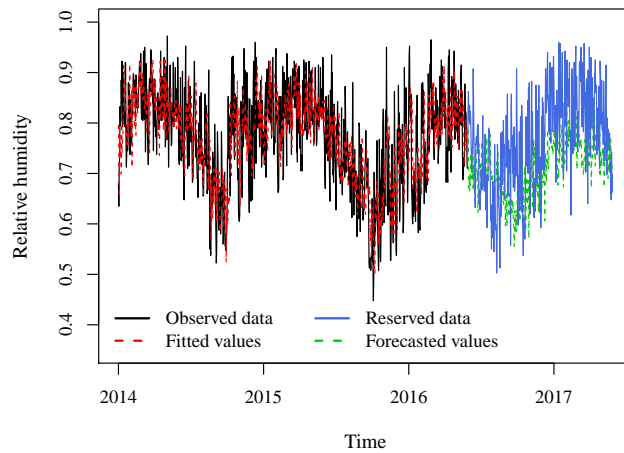 1.0
0.9
0.8
0.7
0.6
0.5
0.4
Relative humidity
Observed data Reserved data
Fitted values Forecasted values
2014 2015 2016 2017
Time